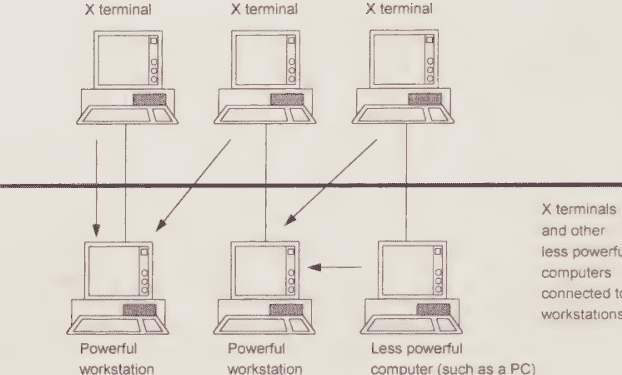 X terminal
X terminal
X terminal
X terminals
and other
less powerfu
computers
connected to
workstations
Powerful
workstation
Powerful
workstation
Less powerful
computer (such as a PC)